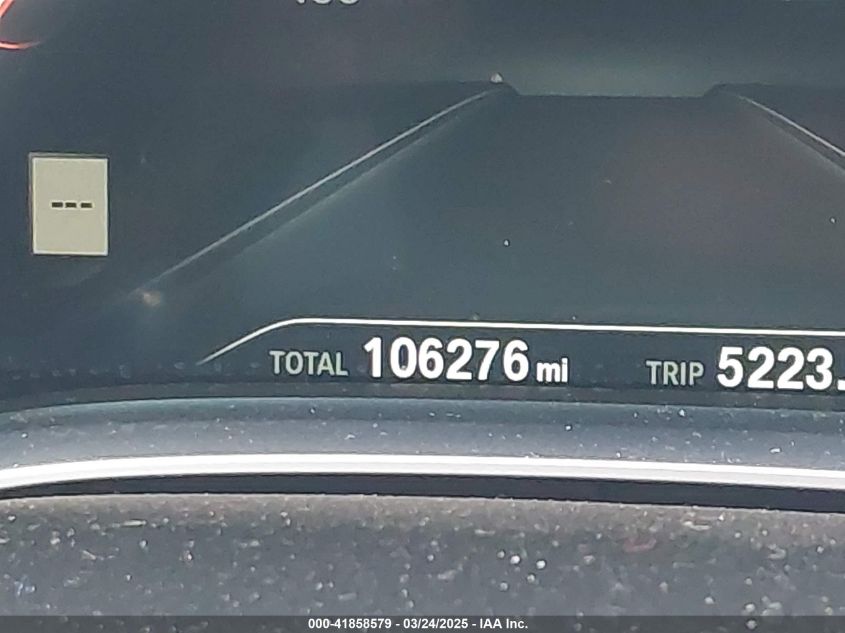 ---
TOTAL 106276 mi TRIP 5223.
000-41858579 - 03/24/2025 - IAA Inc.